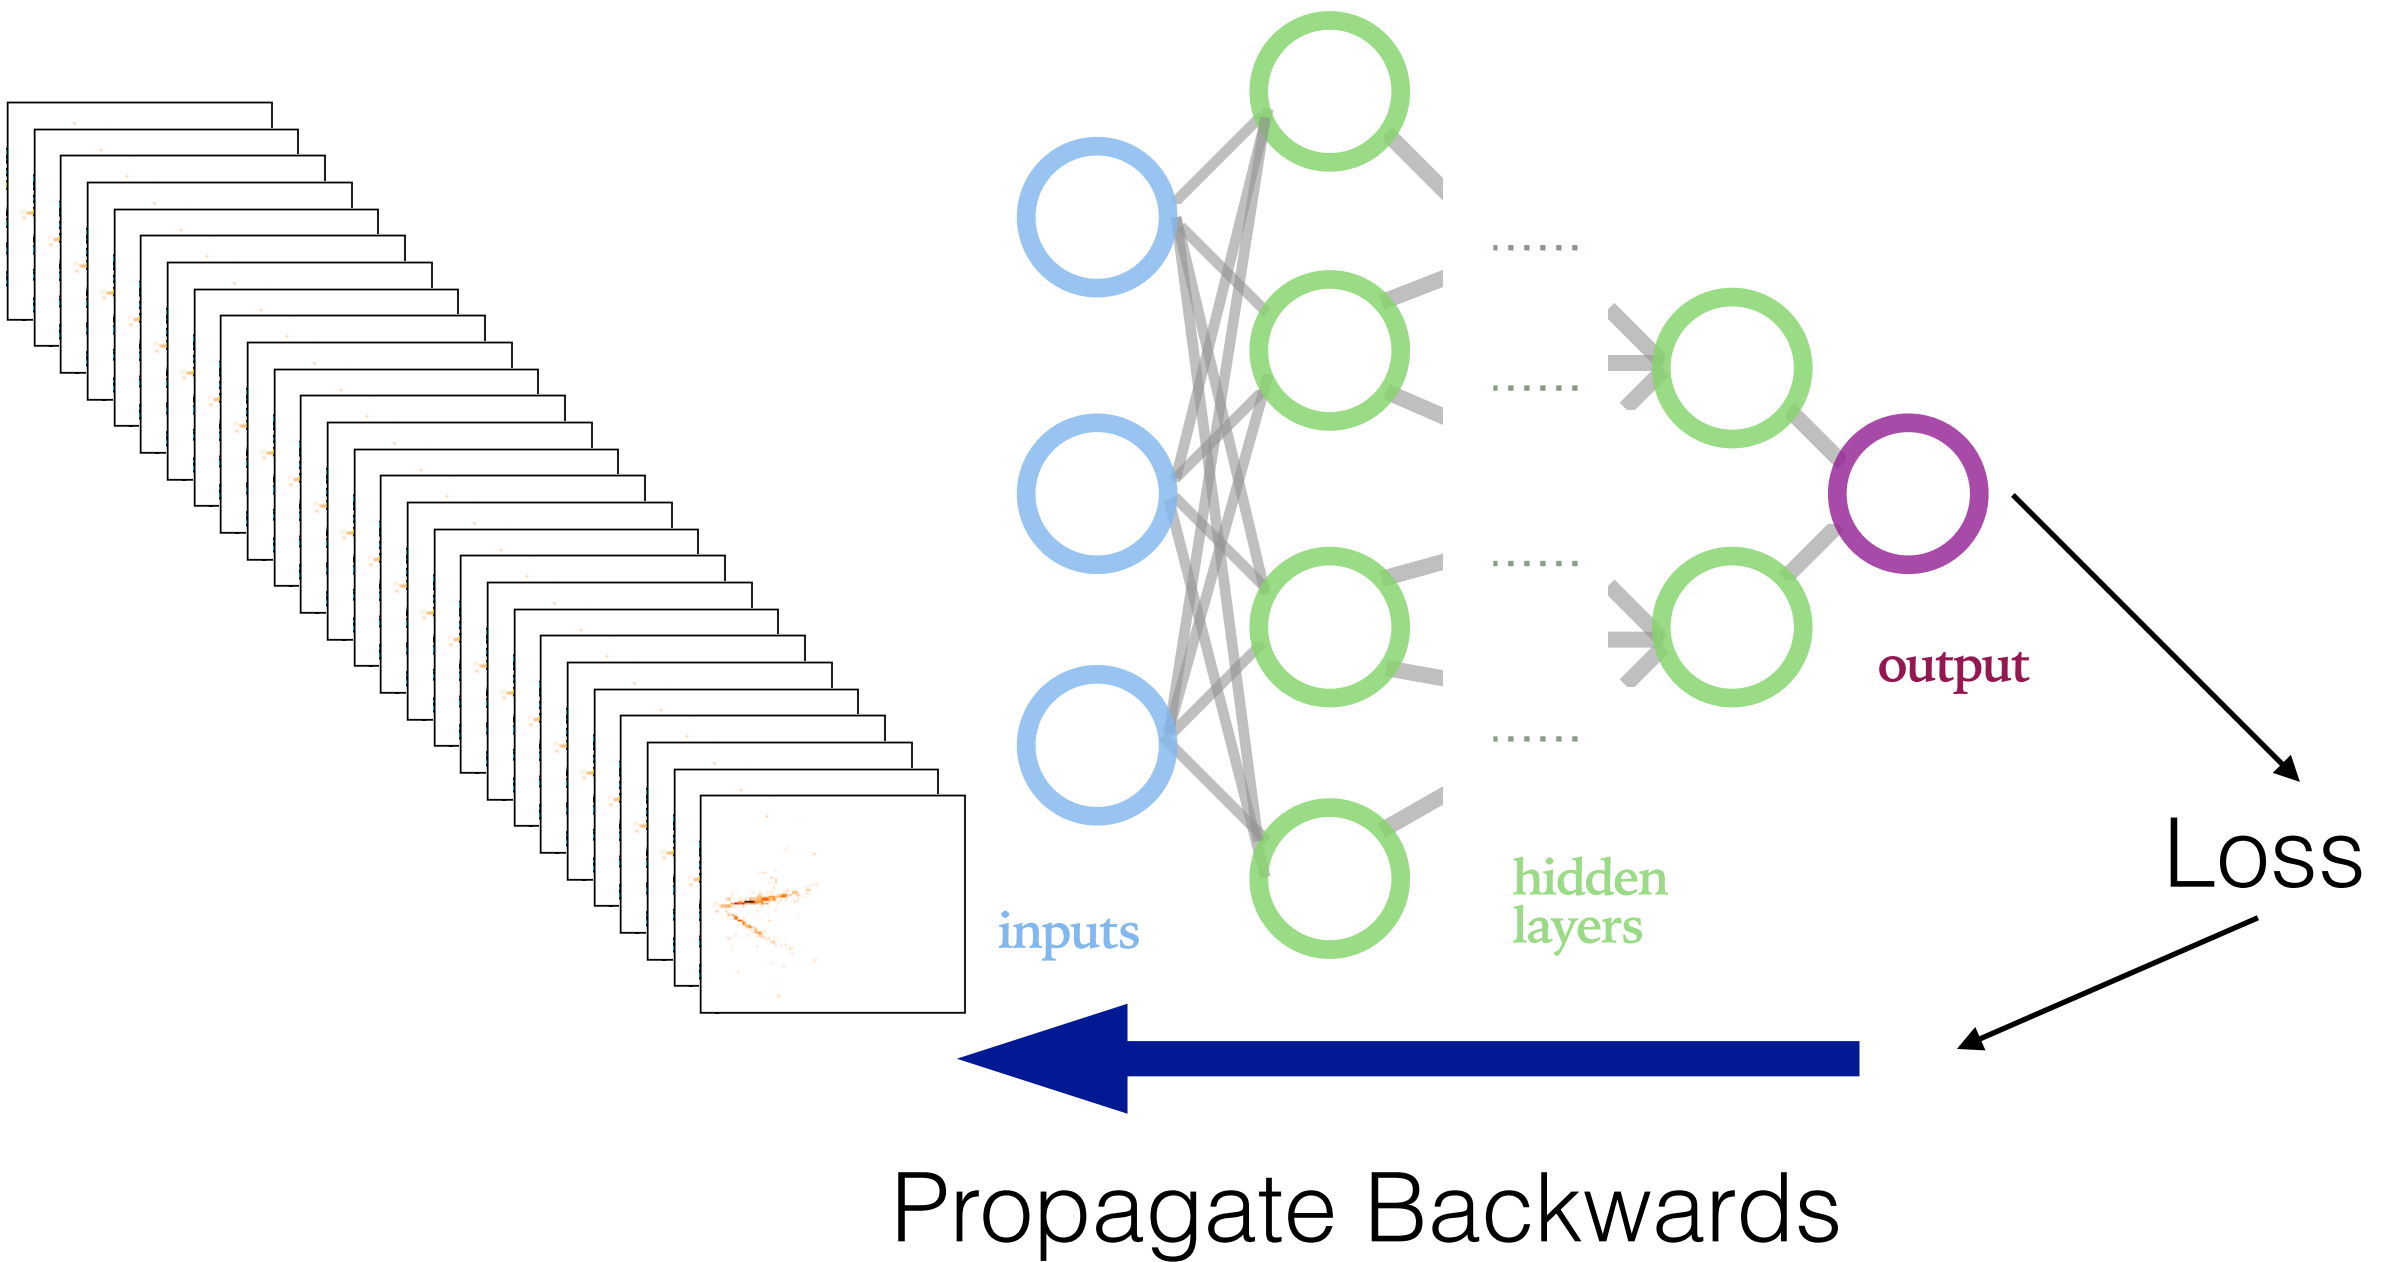 output
Loss
hidden
layers
inputs
Propagate Backwards